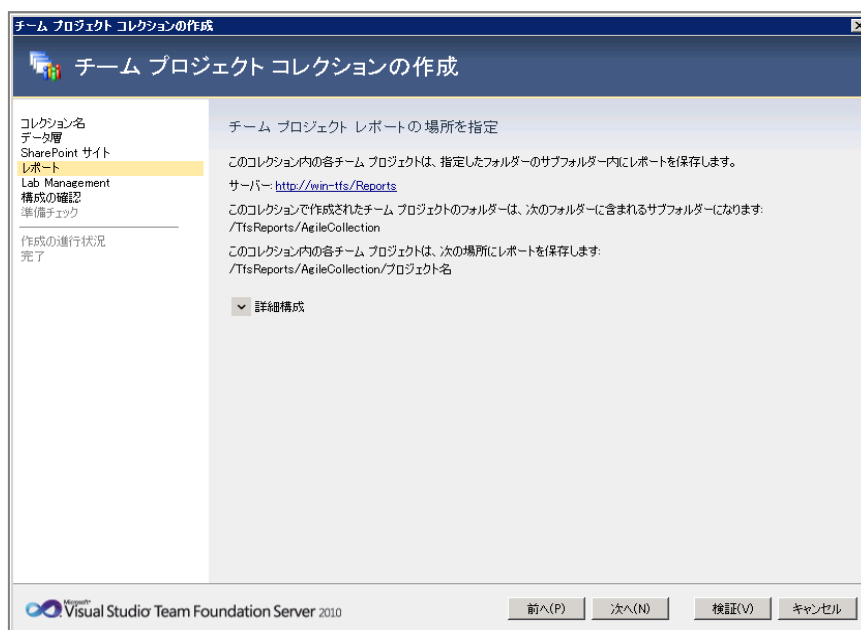 チーム プロジェクト コレクションの作成
チーム プロジェクト コレクションの作成
コレクション名
データ層
SharePoint サイト
レポート
Lab Management
構成の確認
準備チェック
作成の進行状況
完了
チーム プロジェクト レポートの場所を指定
このコレクション内の各チーム プロジェクトは、指定したフォルダーのサブフォルダー内にレポートを保存します。
サーバー: http://win-tfs/Reports
このコレクションで作成されたチーム プロジェクトのフォルダーは、次のフォルダーに含まれるサブフォルダーになります:
/TfsReports/AgileCollection
このコレクション内の各チーム プロジェクトは、次の場所にレポートを保存します:
/TfsReports/AgileCollection/プロジェクト名
詳細構成
Microsoft
Visual Studio Team Foundation Server 2010
前へ(P)
次へ(N)
検証(V)
キャンセル